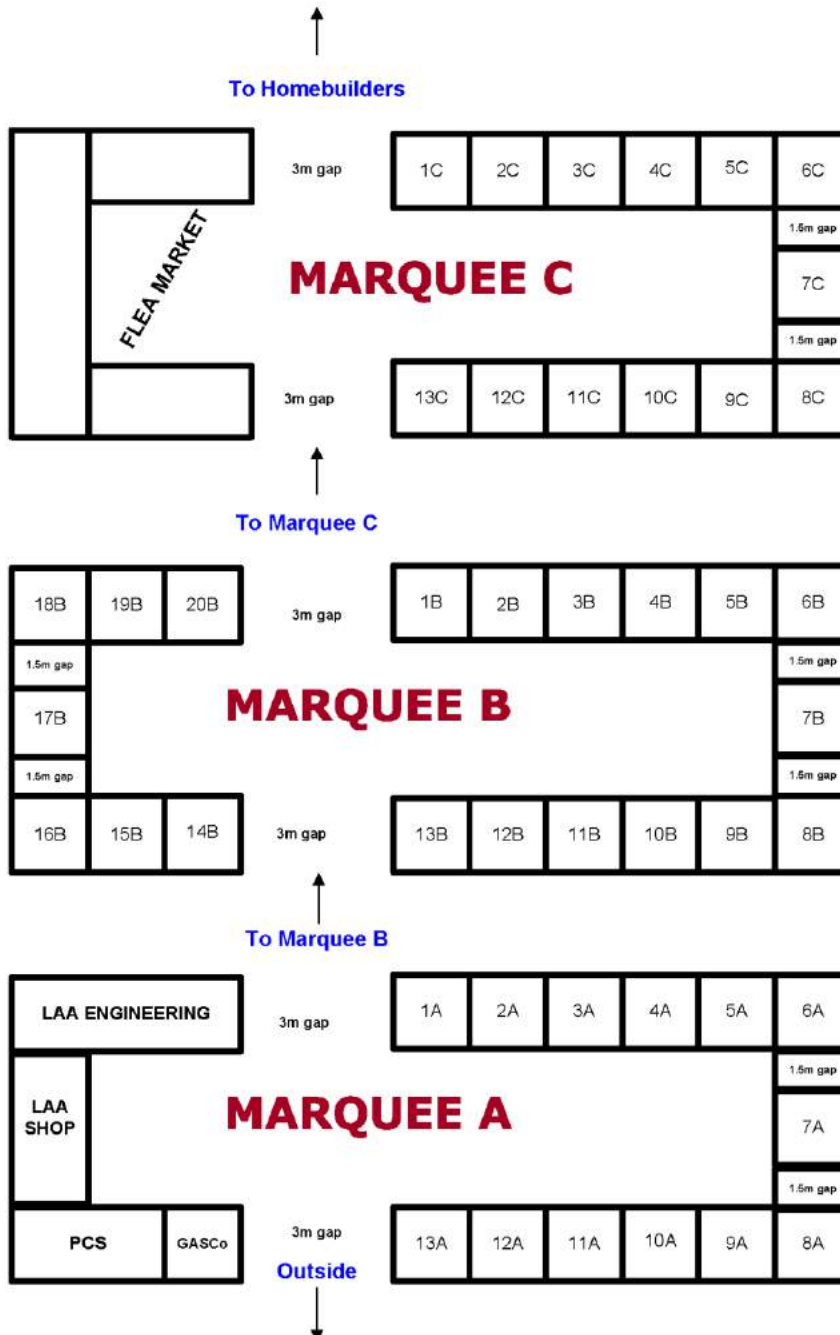 To Homebuilders
3m gap
1C 2C 3C 4C 5C 6C
1.5m gap
FLEA MARKET
MARQUEE C
7C
1.5m gap
3m gap
13C 12C 11C 10C 9C 8C
To Marquee C
18B 19B 20B
3m gap
1B 2B 3B 4B 5B 6B
1.5m gap
1.5m gap
17B
MARQUEE B
7B
1.5m gap
1.5m gap
16B 15B 14B
3m gap
13B 12B 11B 10B 9B 8B
To Marquee B
LAA ENGINEERING
3m gap
1A 2A 3A 4A 5A 6A
1.5m gap
LAA
SHOP
MARQUEE A
7A
1.5m gap
PCS
GASCo
3m gap
13A 12A 11A 10A 9A 8A
Outside